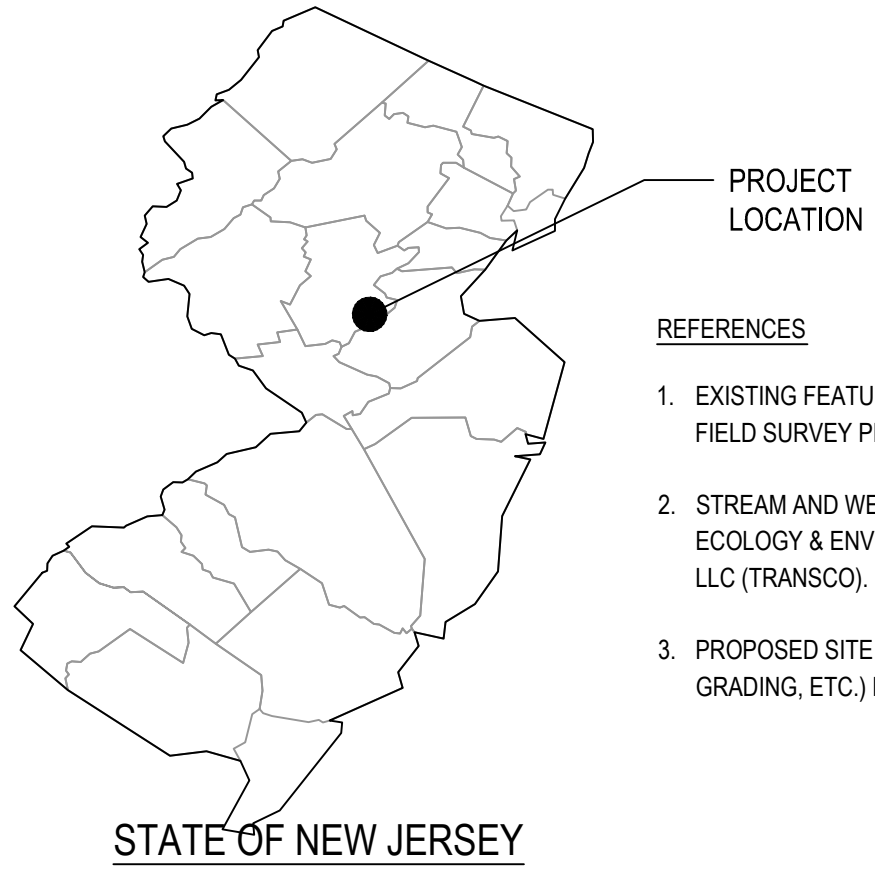 PROJECT
LOCATION
REFERENCES
1. EXISTING FEATU
FIELD SURVEY P
2. STREAM AND WE
ECOLOGY & ENV
LLC (TRANSCO).
3. PROPOSED SITE
GRADING, ETC.)
STATE OF NEW JERSEY